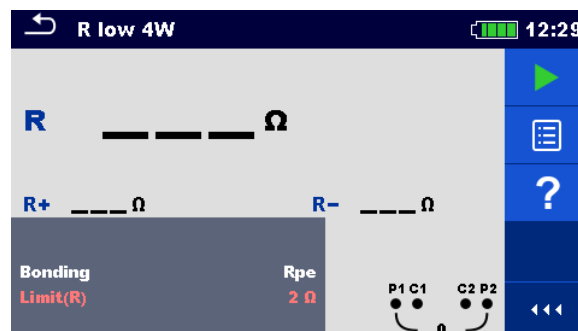 R low 4W 12:29
R ___ Ω
R+ ___ Ω R- ___ Ω
?
Bonding Rpe
Limit(R) 2 Ω
P1 C1 C2 P2